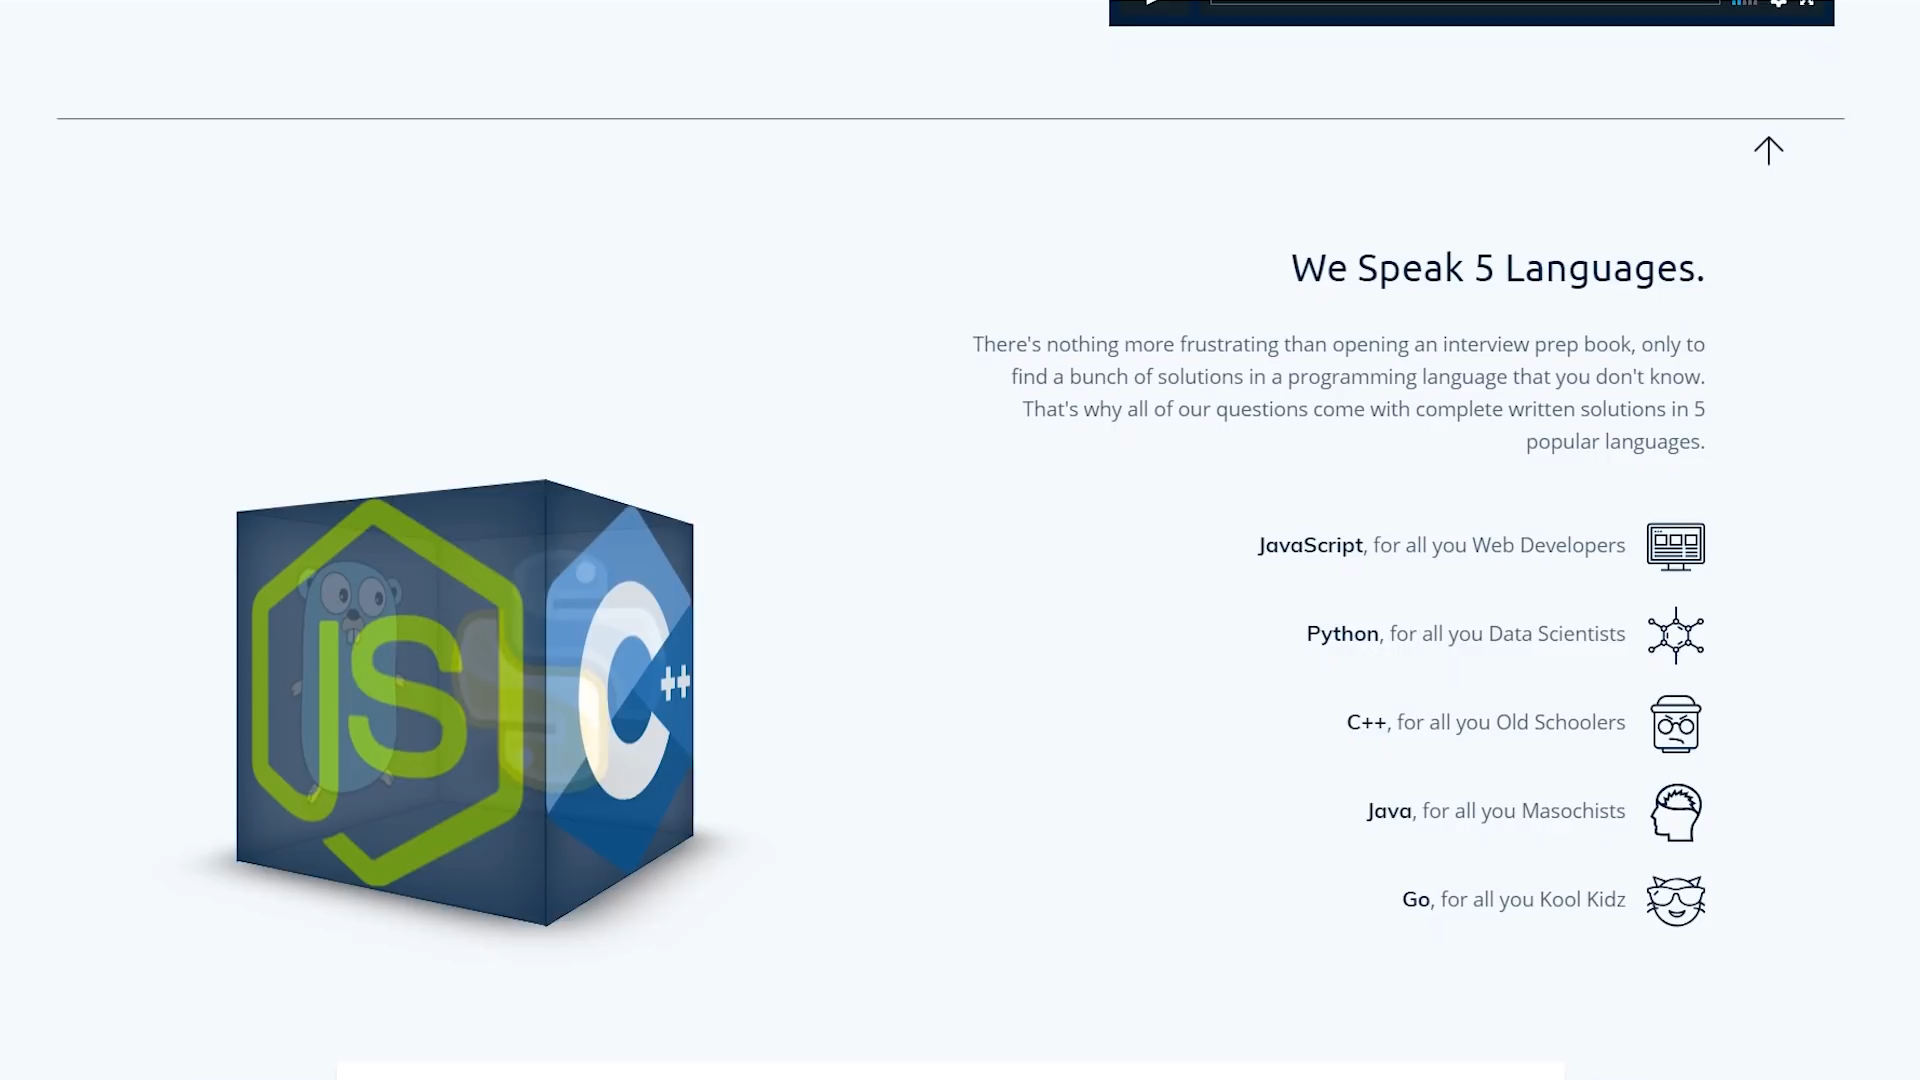 We Speak 5 Languages.
There's nothing more frustrating than opening an interview prep book, only to
find a bunch of solutions in a programming language that you don't know.
That's why all of our questions come with complete written solutions in 5
popular languages.
JS
C
++
JavaScript, for all you Web Developers
Python, for all you Data Scientists
C++, for all you Old Schoolers
Java, for all you Masochists
Go, for all you Kool Kidz